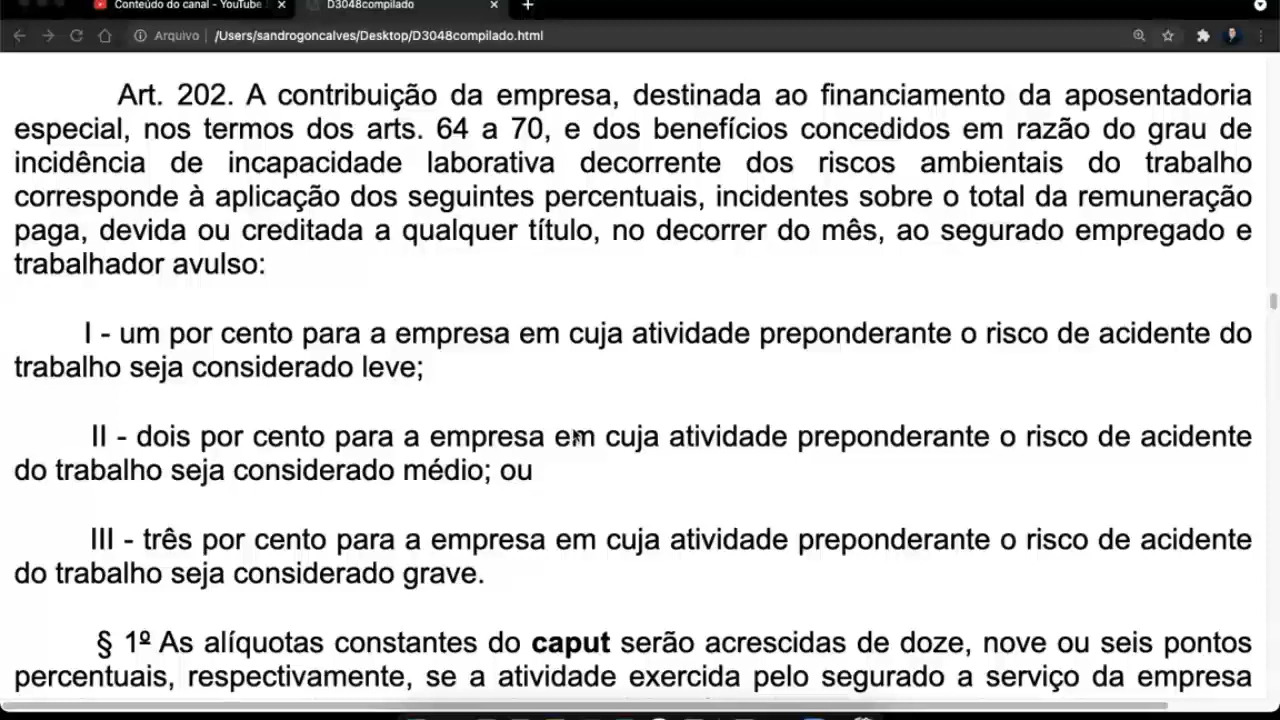 Conteúdo do canal - YouTube
D3048compilado
Arquivo /Users/sandrogoncalves/Desktop/D3048compilado.html
Art. 202. A contribuição da empresa, destinada ao financiamento da aposentadoria
especial, nos termos dos arts. 64 a 70, e dos benefícios concedidos em razão do grau de
incidência de incapacidade laborativa decorrente dos riscos ambientais do trabalho
corresponde à aplicação dos seguintes percentuais, incidentes sobre o total da remuneração
paga, devida ou creditada a qualquer título, no decorrer do mês, ao segurado empregado e
trabalhador avulso:
I - um por cento para a empresa em cuja atividade preponderante o risco de acidente do
trabalho seja considerado leve;
II - dois por cento para a empresa em cuja atividade preponderante o risco de acidente
do trabalho seja considerado médio; ou
III - três por cento para a empresa em cuja atividade preponderante o risco de acidente
do trabalho seja considerado grave.
§ 1º As alíquotas constantes do caput serão acrescidas de doze, nove ou seis pontos
percentuais, respectivamente, se a atividade exercida pelo segurado a serviço da empresa